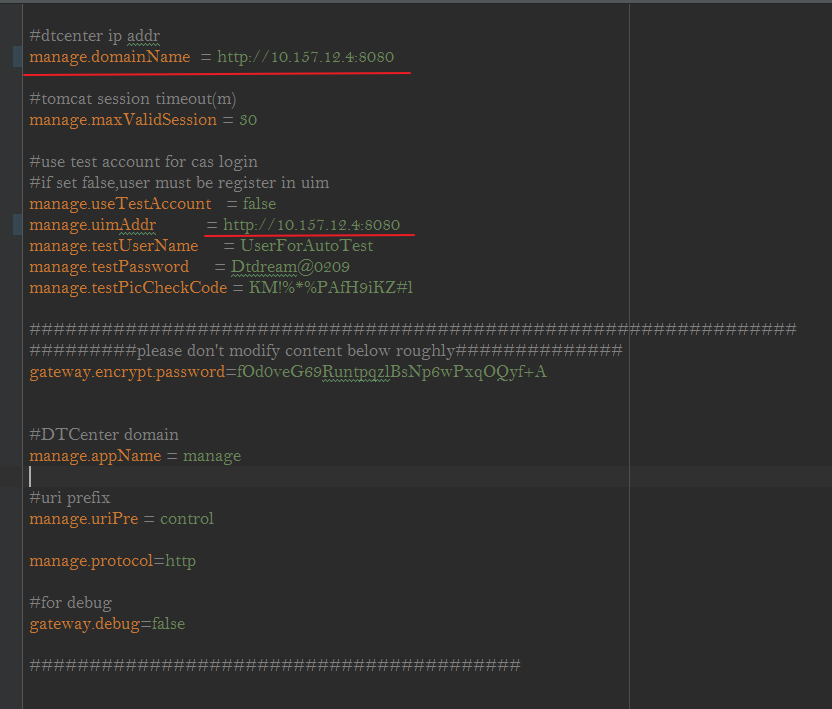 #dtcenter ip addr
manage.domainName = http://10.157.12.4:8080
#tomcat session timeout(m)
manage.maxValidSession = 30
#use test account for cas login
#if set false,user must be register in uim
manage.useTestAccount = false
manage.uimAddr = http://10.157.12.4:8080
manage.testUserName = UserForAutoTest
manage.testPassword = Dtdream@0209
manage.testPicCheckCode = KM!%*%PAfH9iKZ#l
################################################################
#########please don't modify content below roughly##############
gateway.encrypt.password=fOd0veG69RuntpqzlBsNp6wPxqOQyf+A
#DTCenter domain
manage.appName = manage
#uri prefix
manage.uriPre = control
manage.protocol=http
#for debug
gateway.debug=false
#########################################